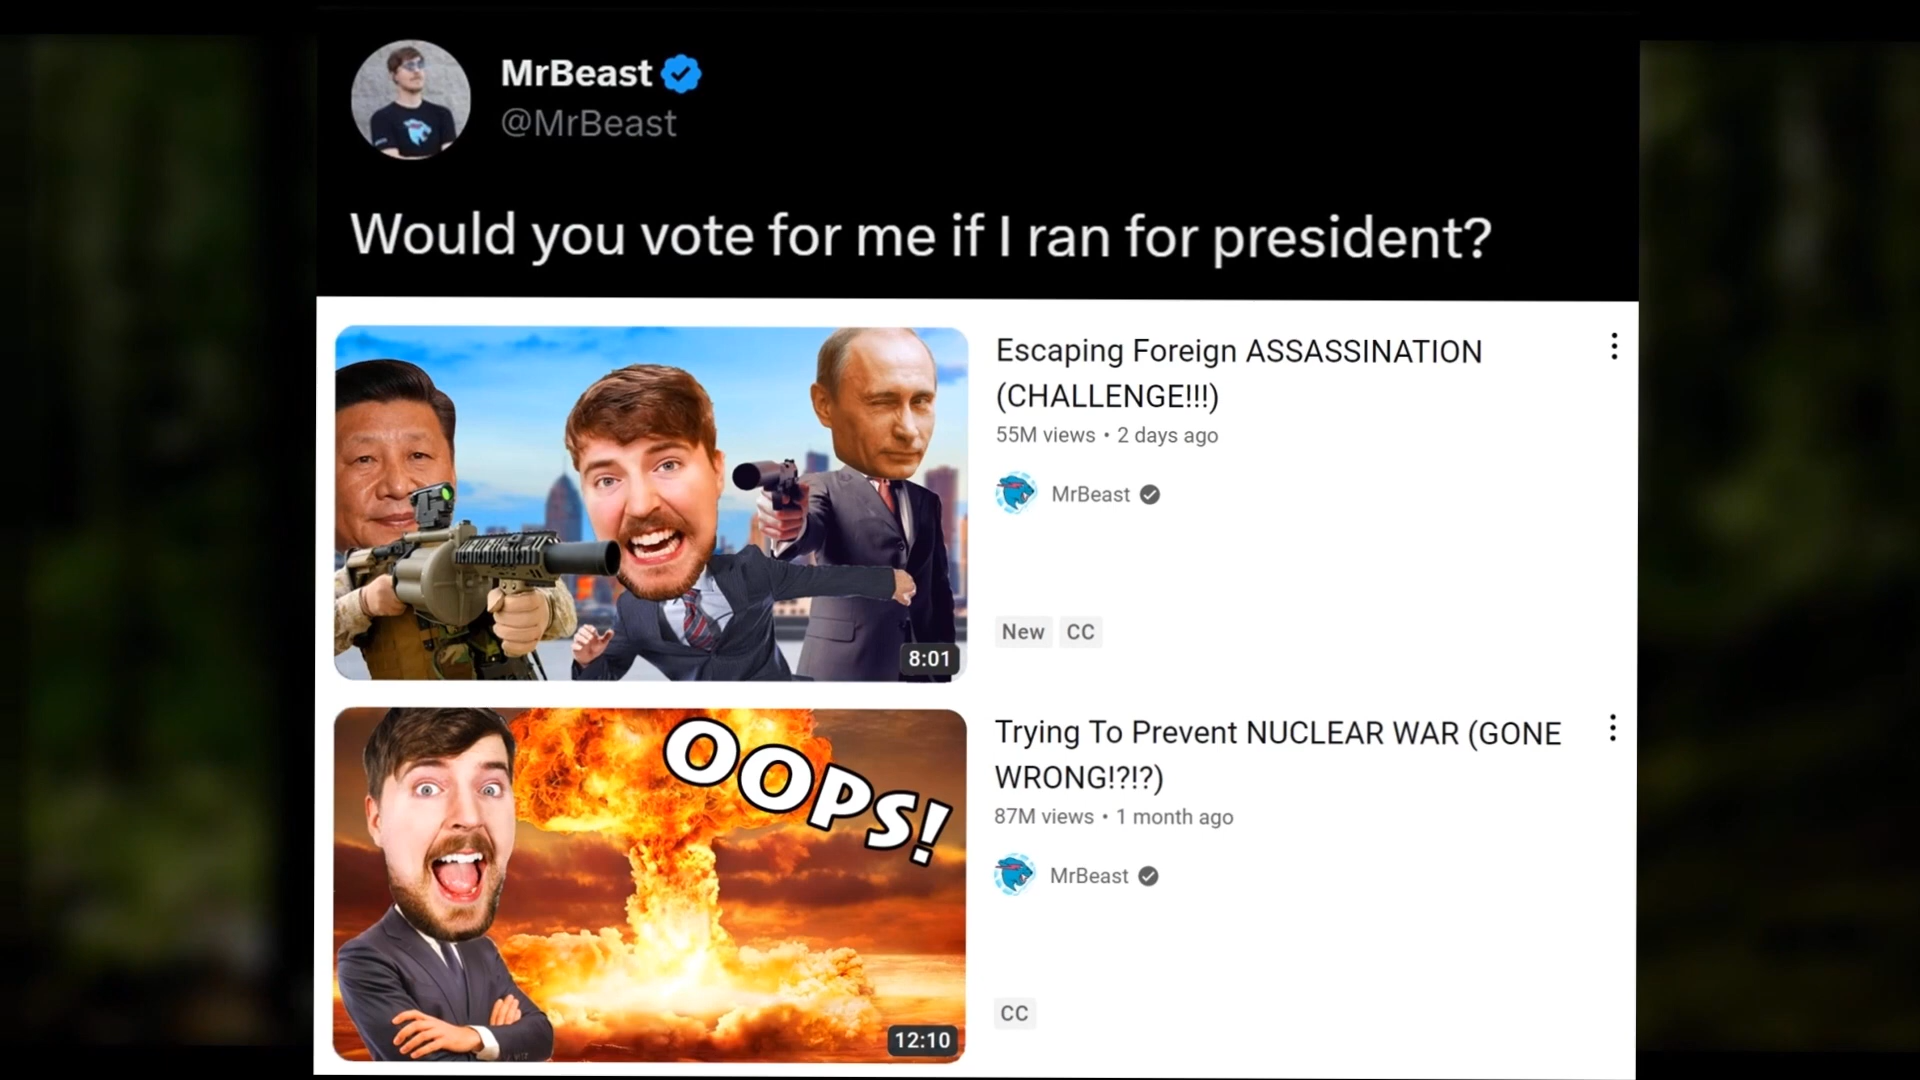 MrBeast
@MrBeast
Would you vote for me if I ran for president?
Escaping Foreign ASSASSINATION
(CHALLENGE!!!)
55M views • 2 days ago
MrBeast
New CC
8:01
OOPS!
Trying To Prevent NUCLEAR WAR (GONE
WRONG!?!?)
87M views • 1 month ago
MrBeast
CC
12:10